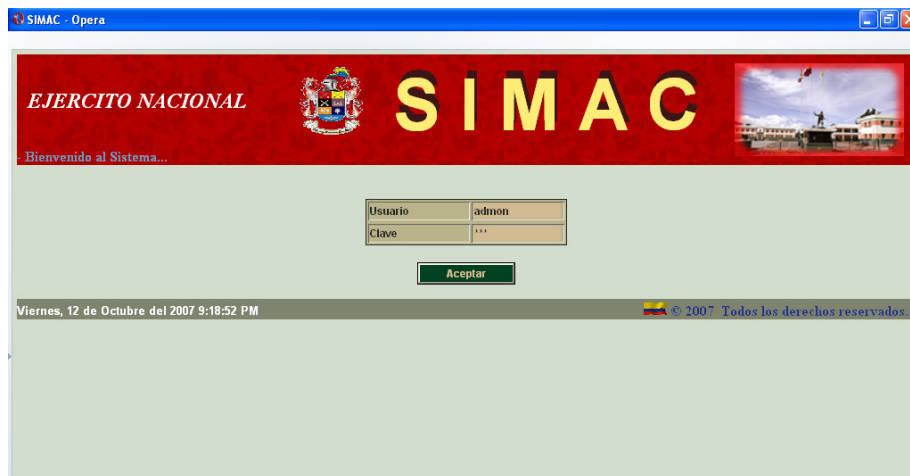 SIMAC - Opera
EJERCITO NACIONAL
SIMAC
- Bienvenido al Sistema...
Usuario admon
Clave ***
Aceptar
Viernes, 12 de Octubre del 2007 9:18:52 PM
© 2007 Todos los derechos reservados.